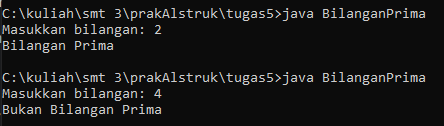 C:\kuliah\smt 3\prakAlstruk\tugas5>java BilanganPrima
Masukkan bilangan: 2
Bilangan Prima
C:\kuliah\smt 3\prakAlstruk\tugas5>java BilanganPrima
Masukkan bilangan: 4
Bukan Bilangan Prima